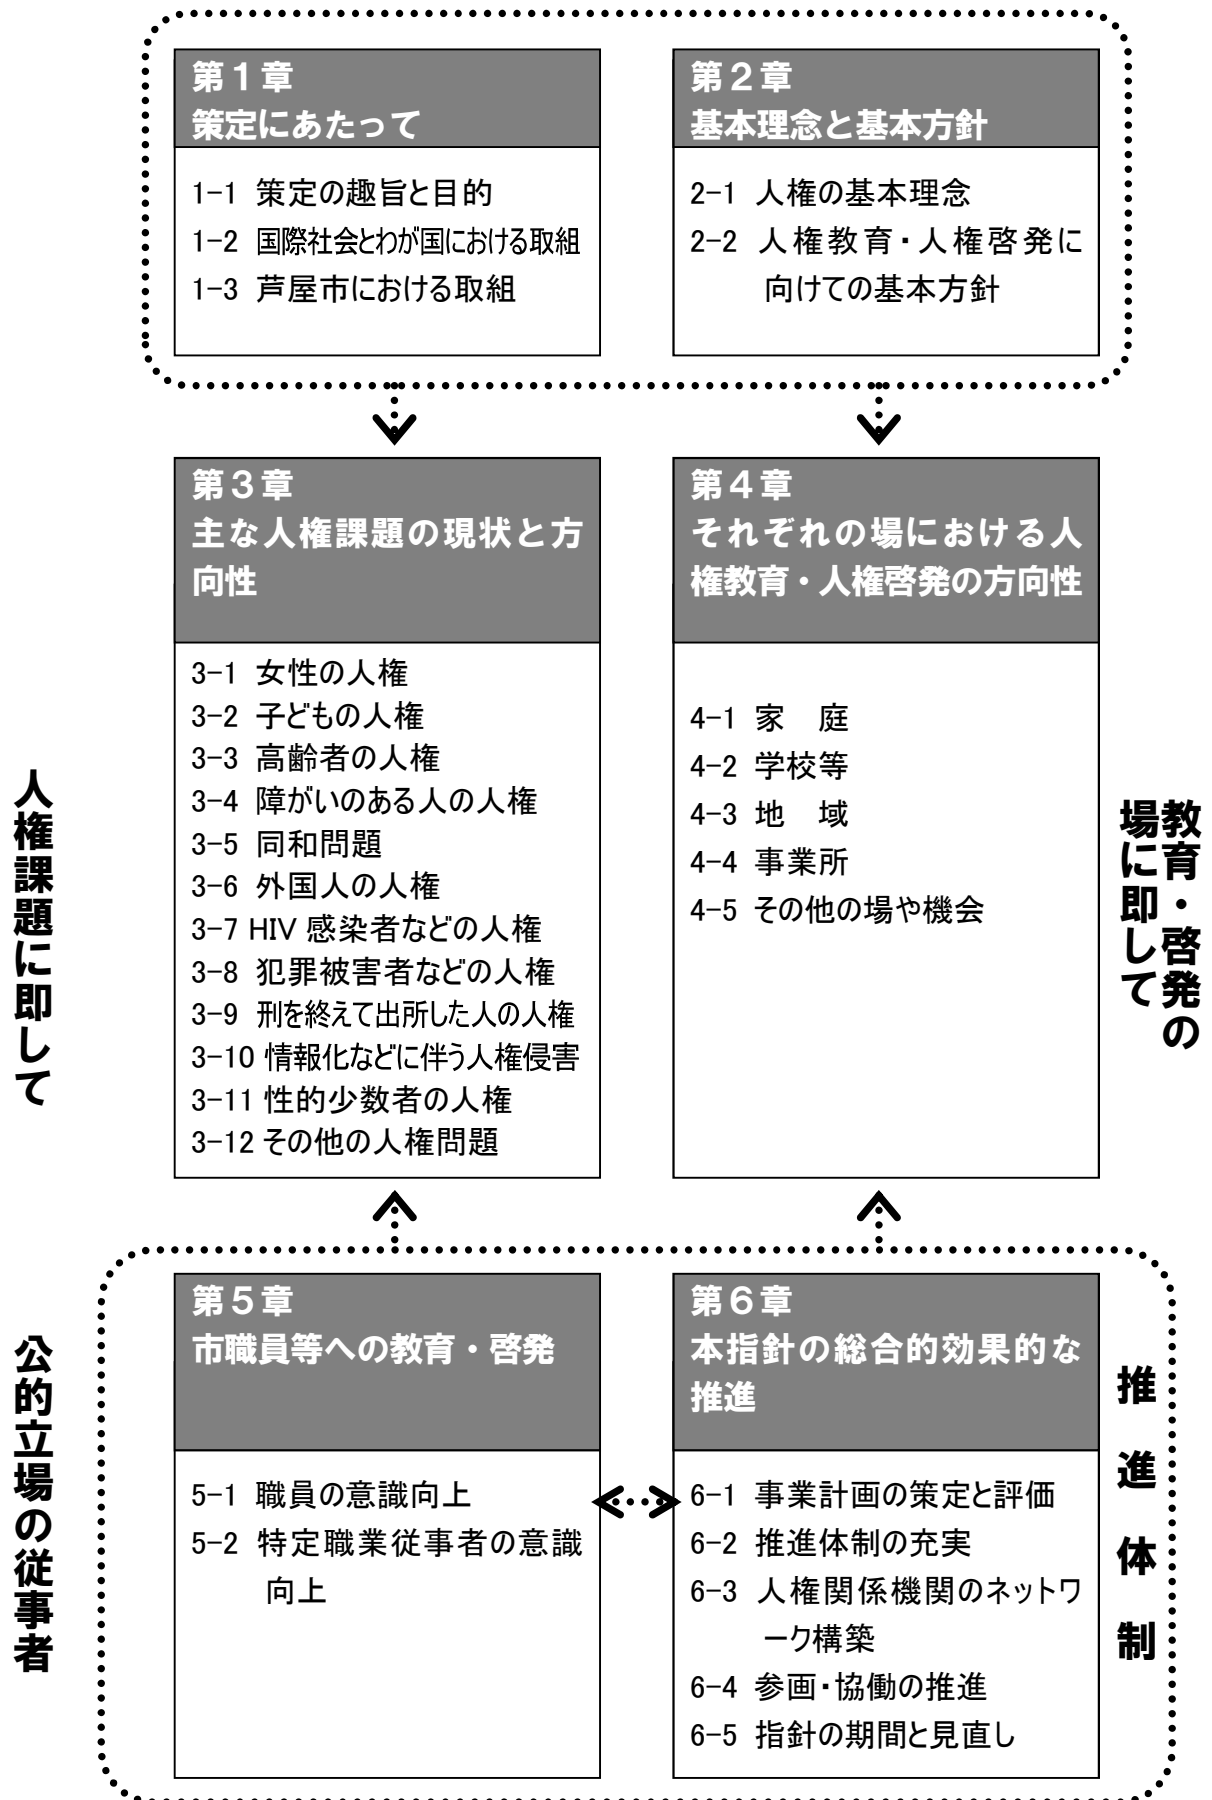 第１章
策定にあたって
1-1 策定の趣旨と目的
1-2 国際社会とわが国における取組
1-3 芦屋市における取組
第２章
基本理念と基本方針
2-1 人権の基本理念
2-2 人権教育・人権啓発に
向けての基本方針
人権課題に即して
第３章
主な人権課題の現状と方
向性
3-1 女性の人権
3-2 子どもの人権
3-3 高齢者の人権
3-4 障がいのある人の人権
3-5 同和問題
3-6 外国人の人権
3-7 HIV 感染者などの人権
3-8 犯罪被害者などの人権
3-9 刑を終えて出所した人の人権
3-10 情報化などに伴う人権侵害
3-11 性的少数者の人権
3-12 その他の人権問題
第４章
それぞれの場における人
権教育・人権啓発の方向性
4-1 家　庭
4-2 学校等
4-3 地　域
4-4 事業所
4-5 その他の場や機会
教育・啓発の
場に即して
公的立場の従事者
第５章
市職員等への教育・啓発
5-1 職員の意識向上
5-2 特定職業従事者の意識
向上
第６章
本指針の総合的効果的な
推進
6-1 事業計画の策定と評価
6-2 推進体制の充実
6-3 人権関係機関のネットワ
ーク構築
6-4 参画・協働の推進
6-5 指針の期間と見直し
推進体制